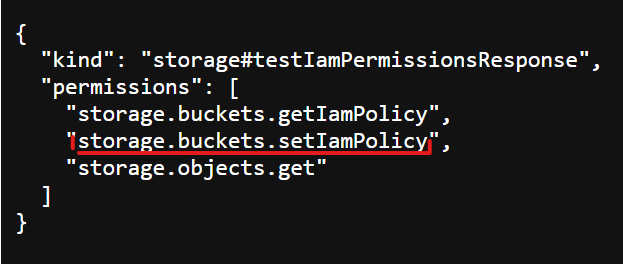 {
"kind": "storage#testIamPermissionsResponse",
"permissions": [
"storage.buckets.getIamPolicy",
"storage.buckets.setIamPolicy",
"storage.objects.get"
]
}